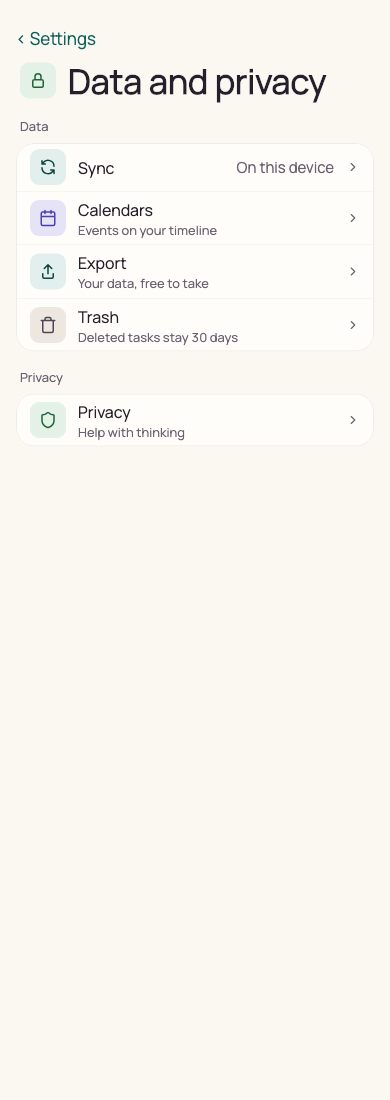 Settings
Data and privacy
Data
Sync
On this device
Calendars
Events on your timeline
Export
Your data, free to take
Trash
Deleted tasks stay 30 days
Privacy
Privacy
Help with thinking